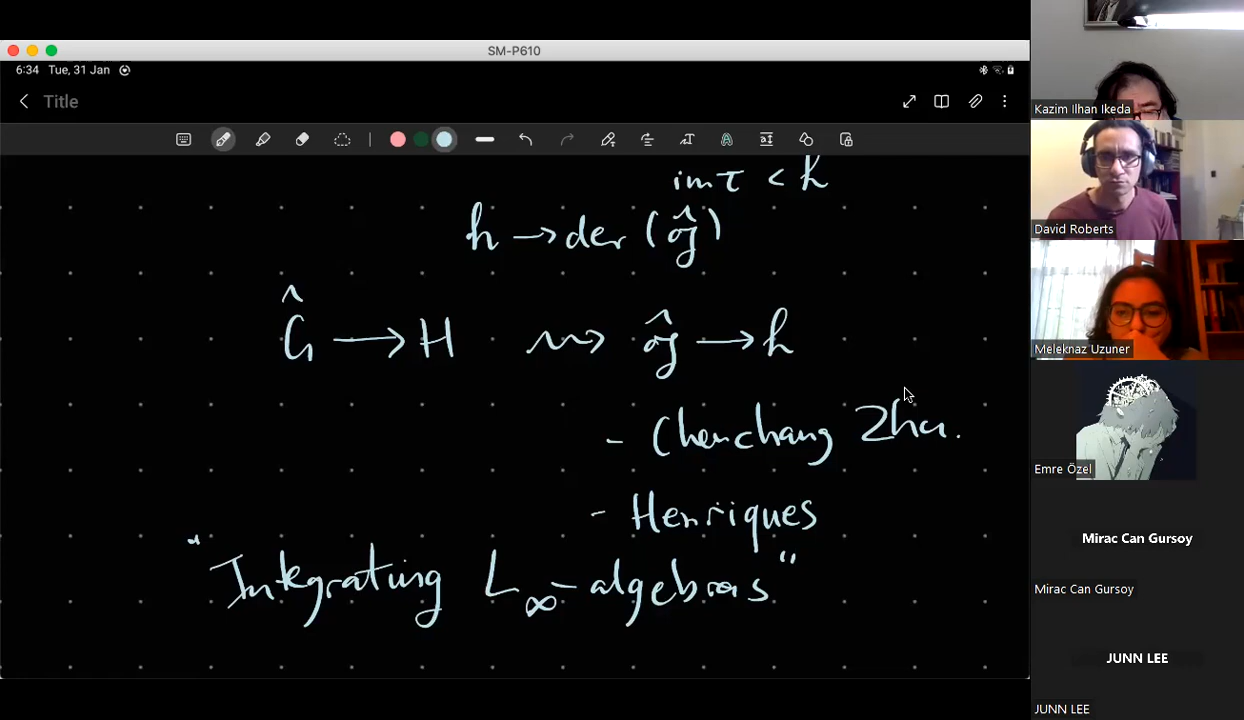 SM-P610
6:34 Tue, 31 Jan
Title
im τ < h
h → der (ĝ)
Ĝ → H ⇝ ĝ → h
- Chenchang Zhu.
- Henriques
"Integrating L∞-algebras"
Kazim Ilhan Ikeda
David Roberts
Meleknaz Uzuner
Emre Özel
Mirac Can Gursoy
Mirac Can Gursoy
JUNN LEE
JUNN LEE